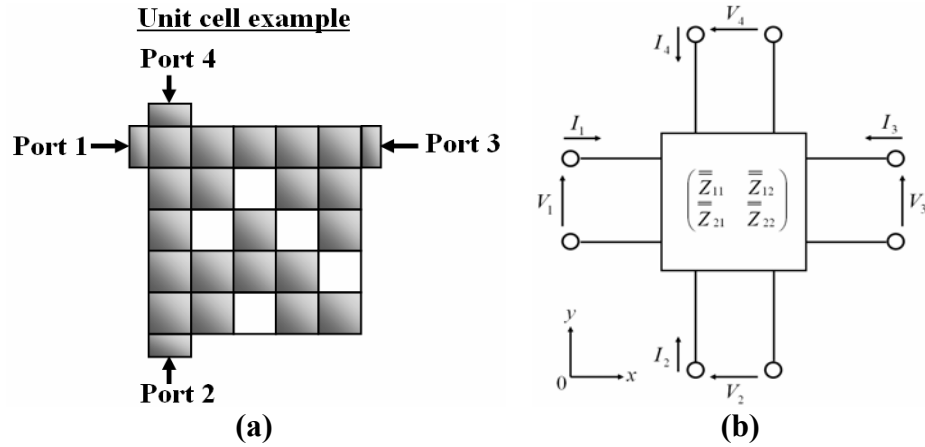 Unit cell example
Port 4
Port 1
Port 3
Port 2
(a)
V4
I4
I1
I3
V1
V3
Z11 Z12
Z21 Z22
y
0
x
I2
V2
(b)